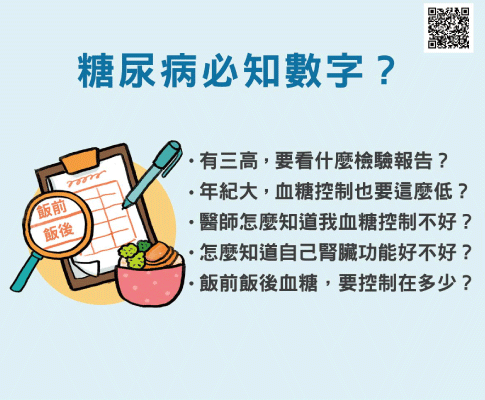 糖尿病必知數字？
・有三高，要看什麼檢驗報告？
・年紀大，血糖控制也要這麼低？
・醫師怎麼知道我血糖控制不好？
・怎麼知道自己腎臟功能好不好？
・飯前飯後血糖，要控制在多少？
飯前
飯後